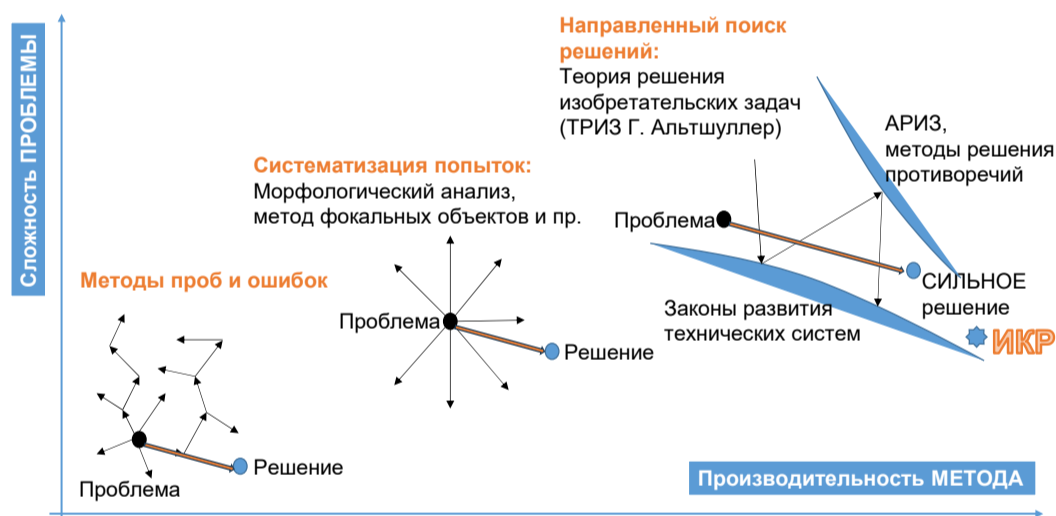 Сложность ПРОБЛЕМЫ
Направленный поиск
решений:
Теория решения
изобретательских задач
(ТРИЗ Г. Альтшуллер)
АРИЗ,
методы решения
противоречий
Систематизация попыток:
Морфологический анализ,
метод фокальных объектов и пр.
Проблема
СИЛЬНОЕ
решение
Законы развития
технических систем
ИКР
Методы проб и ошибок
Проблема
Решение
Решение
Проблема
Производительность МЕТОДА